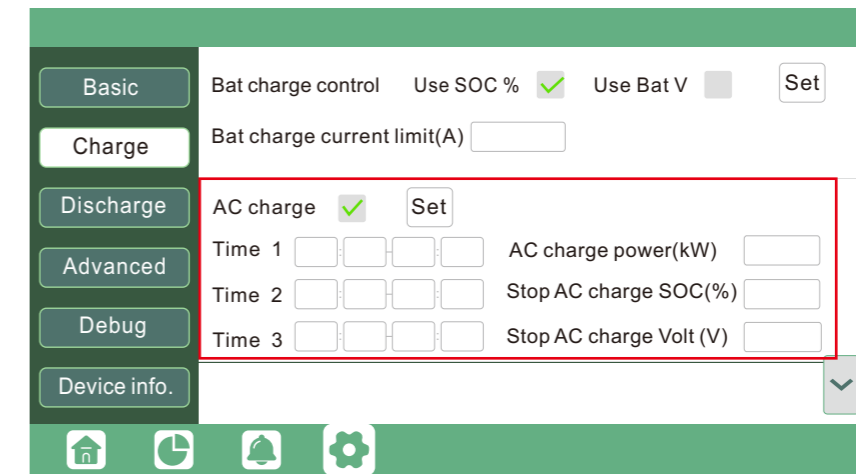 Basic
Charge
Discharge
Advanced
Debug
Device info.
Bat charge control Use SOC % Use Bat V Set
Bat charge current limit(A)
AC charge Set
Time 1 : - : AC charge power(kW)
Time 2 : - : Stop AC charge SOC(%)
Time 3 : - : Stop AC charge Volt (V)